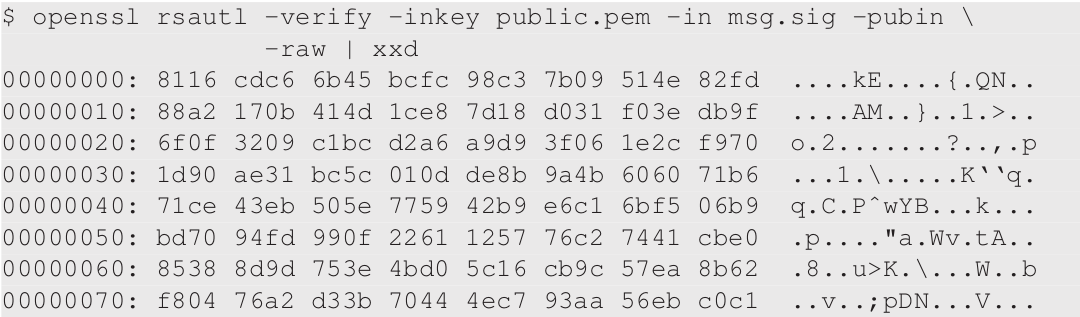 $ openssl rsautl -verify -inkey public.pem -in msg.sig -pubin \
-raw | xxd
00000000: 8116 cdc6 6b45 bcfc 98c3 7b09 514e 82fd ....kE....{.QN..
00000010: 88a2 170b 414d 1ce8 7d18 d031 f03e db9f ....AM..}..1.>..
00000020: 6f0f 3209 c1bc d2a6 a9d9 3f06 1e2c f970 o.2.......?..,.p
00000030: 1d90 ae31 bc5c 010d de8b 9a4b 6060 71b6 ...1.\.....K‵‵q.
00000040: 71ce 43eb 505e 7759 42b9 e6c1 6bf5 06b9 q.C.P^wYB...k...
00000050: bd70 94fd 990f 2261 1257 76c2 7441 cbe0 .p...."a.Wv.tA..
00000060: 8538 8d9d 753e 4bd0 5c16 cb9c 57ea 8b62 .8..u>K.\...W..b
00000070: f804 76a2 d33b 7044 4ec7 93aa 56eb c0c1 ..v..;pDN...V...